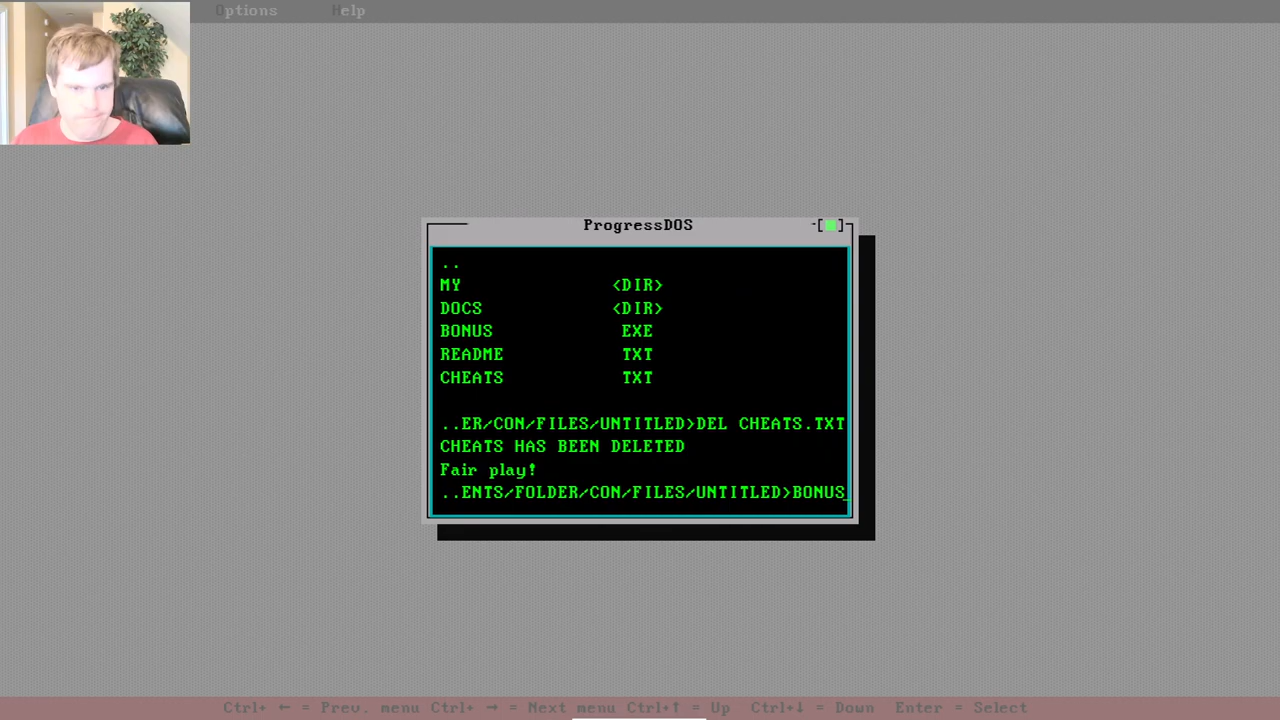 Options Help
ProgressDOS
[ ]
..
MY <DIR>
DOCS <DIR>
BONUS EXE
README TXT
CHEATS TXT
..ER/CON/FILES/UNTITLED>DEL CHEATS.TXT
CHEATS HAS BEEN DELETED
Fair play!
..ENTS/FOLDER/CON/FILES/UNTITLED>BONUS_
Ctrl+ ← = Prev. menu Ctrl+ → = Next menu Ctrl+↑ = Up Ctrl+↓ = Down Enter = Select